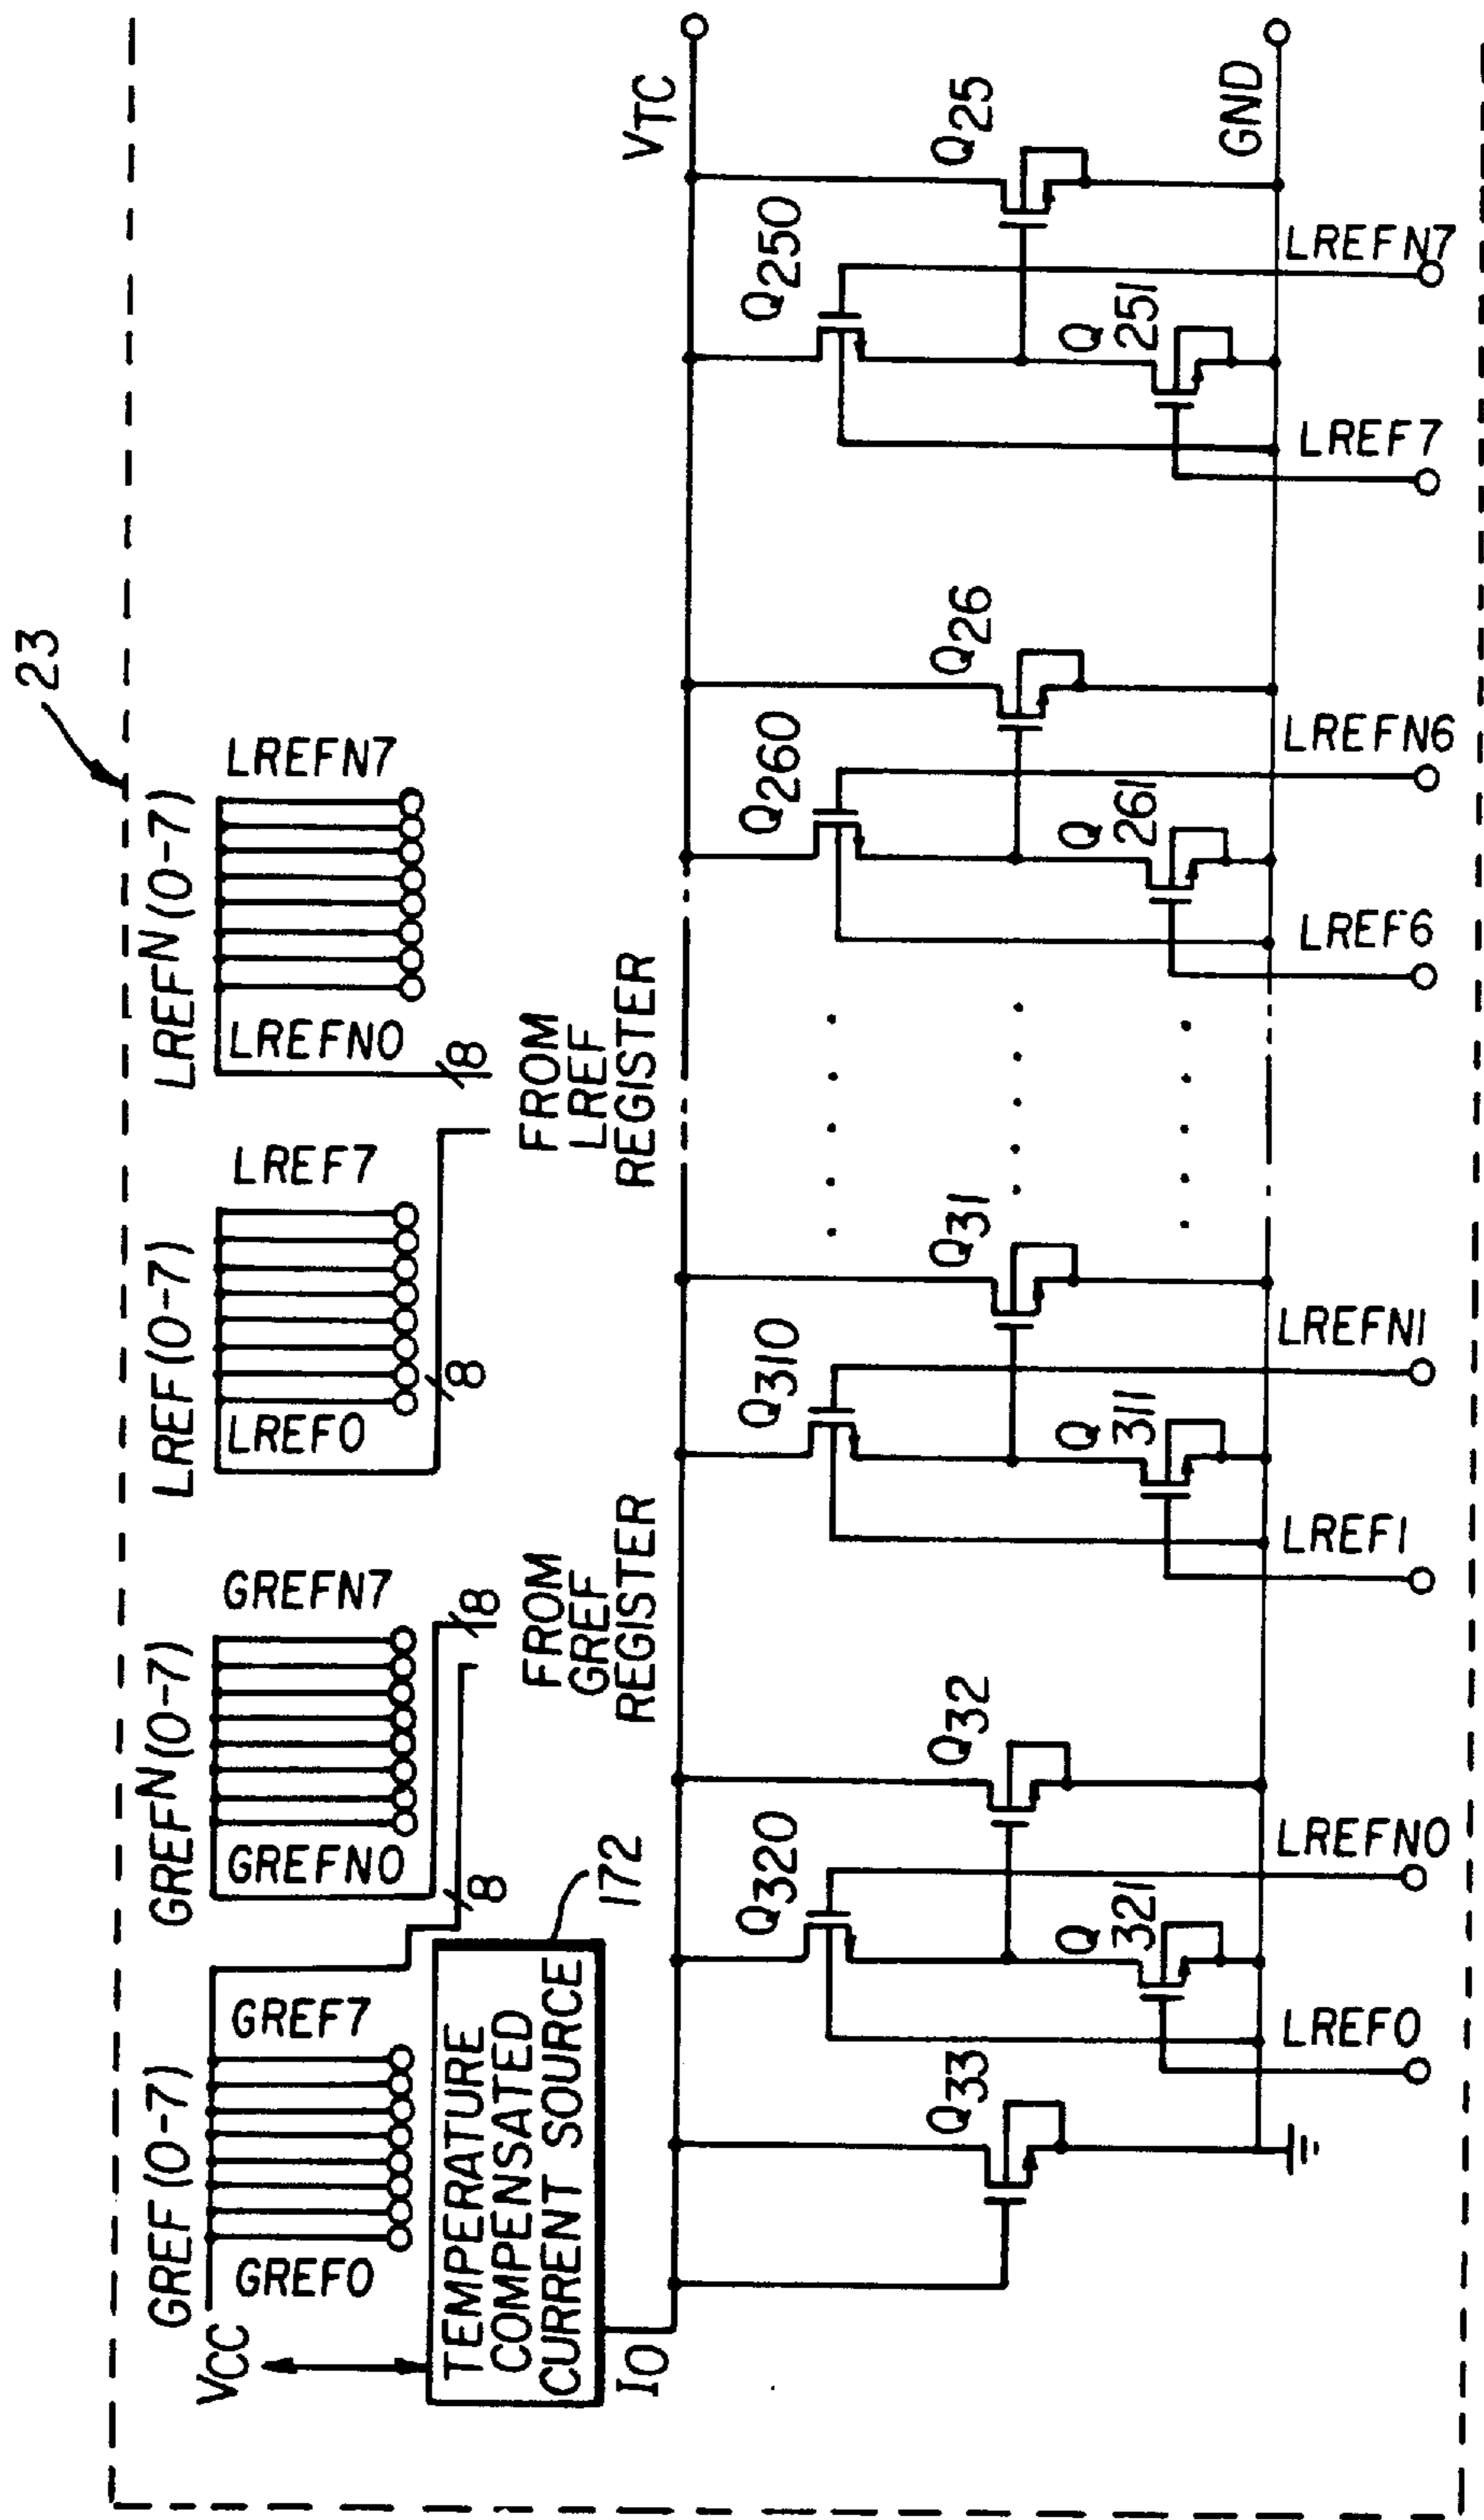 23
GREF (0-7)
GREFN (0-7)
LREF (0-7)
LREFN (0-7)
VCC
GREF0
GREF7
GREFN0
GREFN7
LREF0
LREF7
LREFN0
LREFN7
8
8
8
8
TEMPERATURE
COMPENSATED
CURRENT SOURCE
172
FROM
GREF
REGISTER
FROM
LREF
REGISTER
IO
VTC
Q320
Q310
Q260
Q250
Q33
Q32
Q31
Q26
Q25
Q
321
Q
311
Q
261
Q
251
GND
LREF0
LREFN0
LREF1
LREFN1
LREF6
LREFN6
LREF7
LREFN7